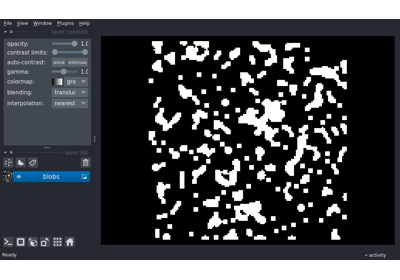 File View Window Plugins Help
layer controls
opacity: 1.0
contrast limits:
auto-contrast: once
gamma: 1.0
colormap: gra
blending: translu
interpolation: nearest
layer list
blobs
Ready activity